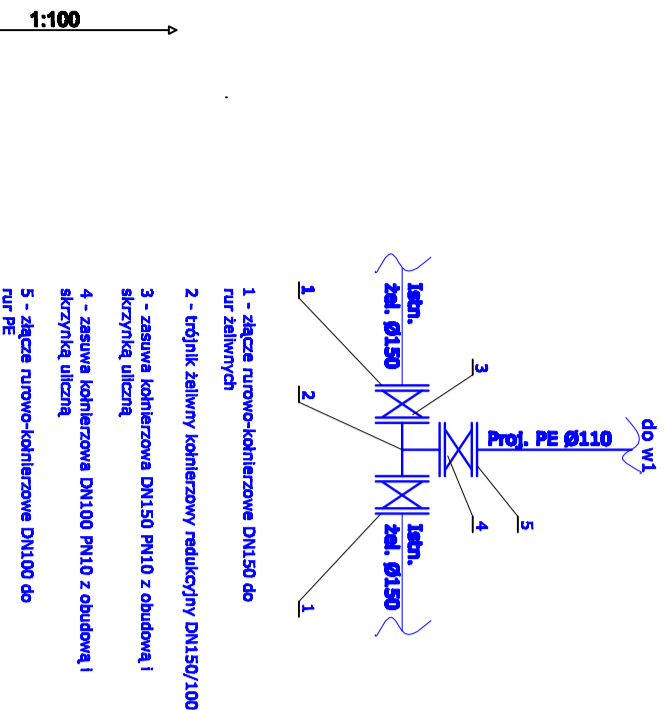 1:100
do w1
Proj. PE Ø110
Istn.
żel. Ø150
Istn.
żel. Ø150
1
2
1
3
4
5
1 - złącze rurowo-kołnierzowe DN150 do
rur żeliwnych
2 - trójnik żeliwny kołnierzowy redukcyjny DN150/100
3 - zasuwa kołnierzowa DN150 PN10 z obudową i
skrzynką uliczną
4 - zasuwa kołnierzowa DN100 PN10 z obudową i
skrzynką uliczną
5 - złącze rurowo-kołnierzowe DN100 do
rur PE